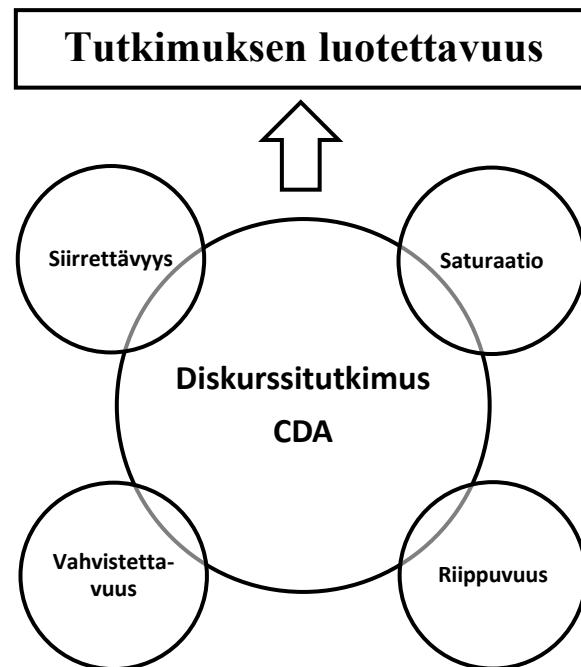 Tutkimuksen luotettavuus
Siirrettävyys
Saturaatio
Diskurssitutkimus
CDA
Vahvistetta-
vuus
Riippuvuus